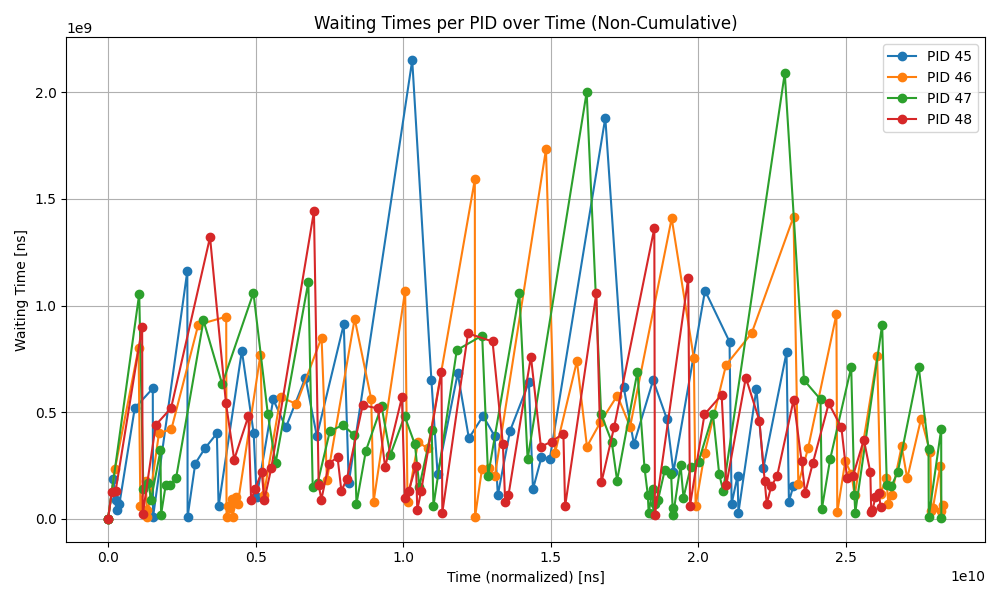 Waiting Times per PID over Time (Non-Cumulative)
1e9
PID 45
PID 46
PID 47
PID 48
2.0
1.5
1.0
0.5
0.0
Waiting Time [ns]
0.0 0.5 1.0 1.5 2.0 2.5
Time (normalized) [ns]
1e10